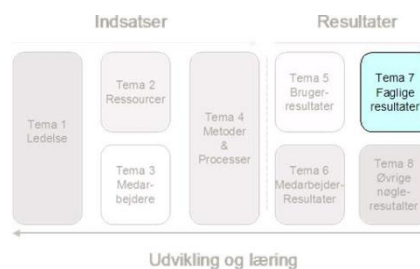 Indsatser
Resultater
Tema 1
Ledelse
Tema 2
Ressourcer
Tema 3
Medar-
bejdere
Tema 4
Metoder
&
Processer
Tema 5
Bruger-
resultater
Tema 6
Medarbejder-
Resultater
Tema 7
Faglige
resultater
Tema 8
Øvrige
nøgle-
resutalter
Udvikling og læring